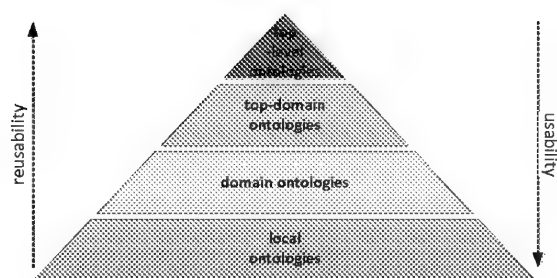 top
-level
ontologies
top-domain
ontologies
domain ontologies
local
ontologies
reusability
usability